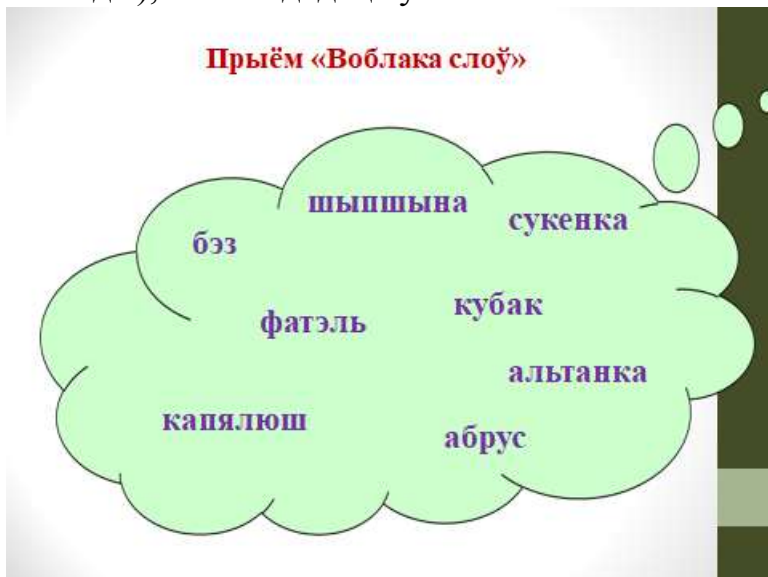 Прыём «Воблака слоў»
шыпшына
сукенка
бэз
кубак
фатэль
альтанка
капялюш
абрус